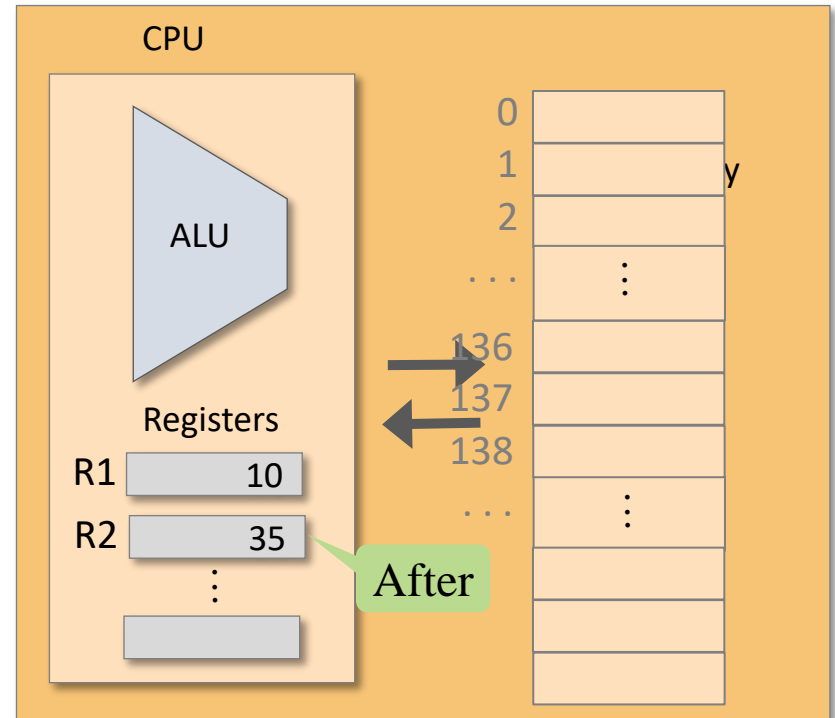 CPU
ALU
Registers
R1 10
R2 35
⋮
After
0
1
y
2
... ⋮
136
137
138
... ⋮